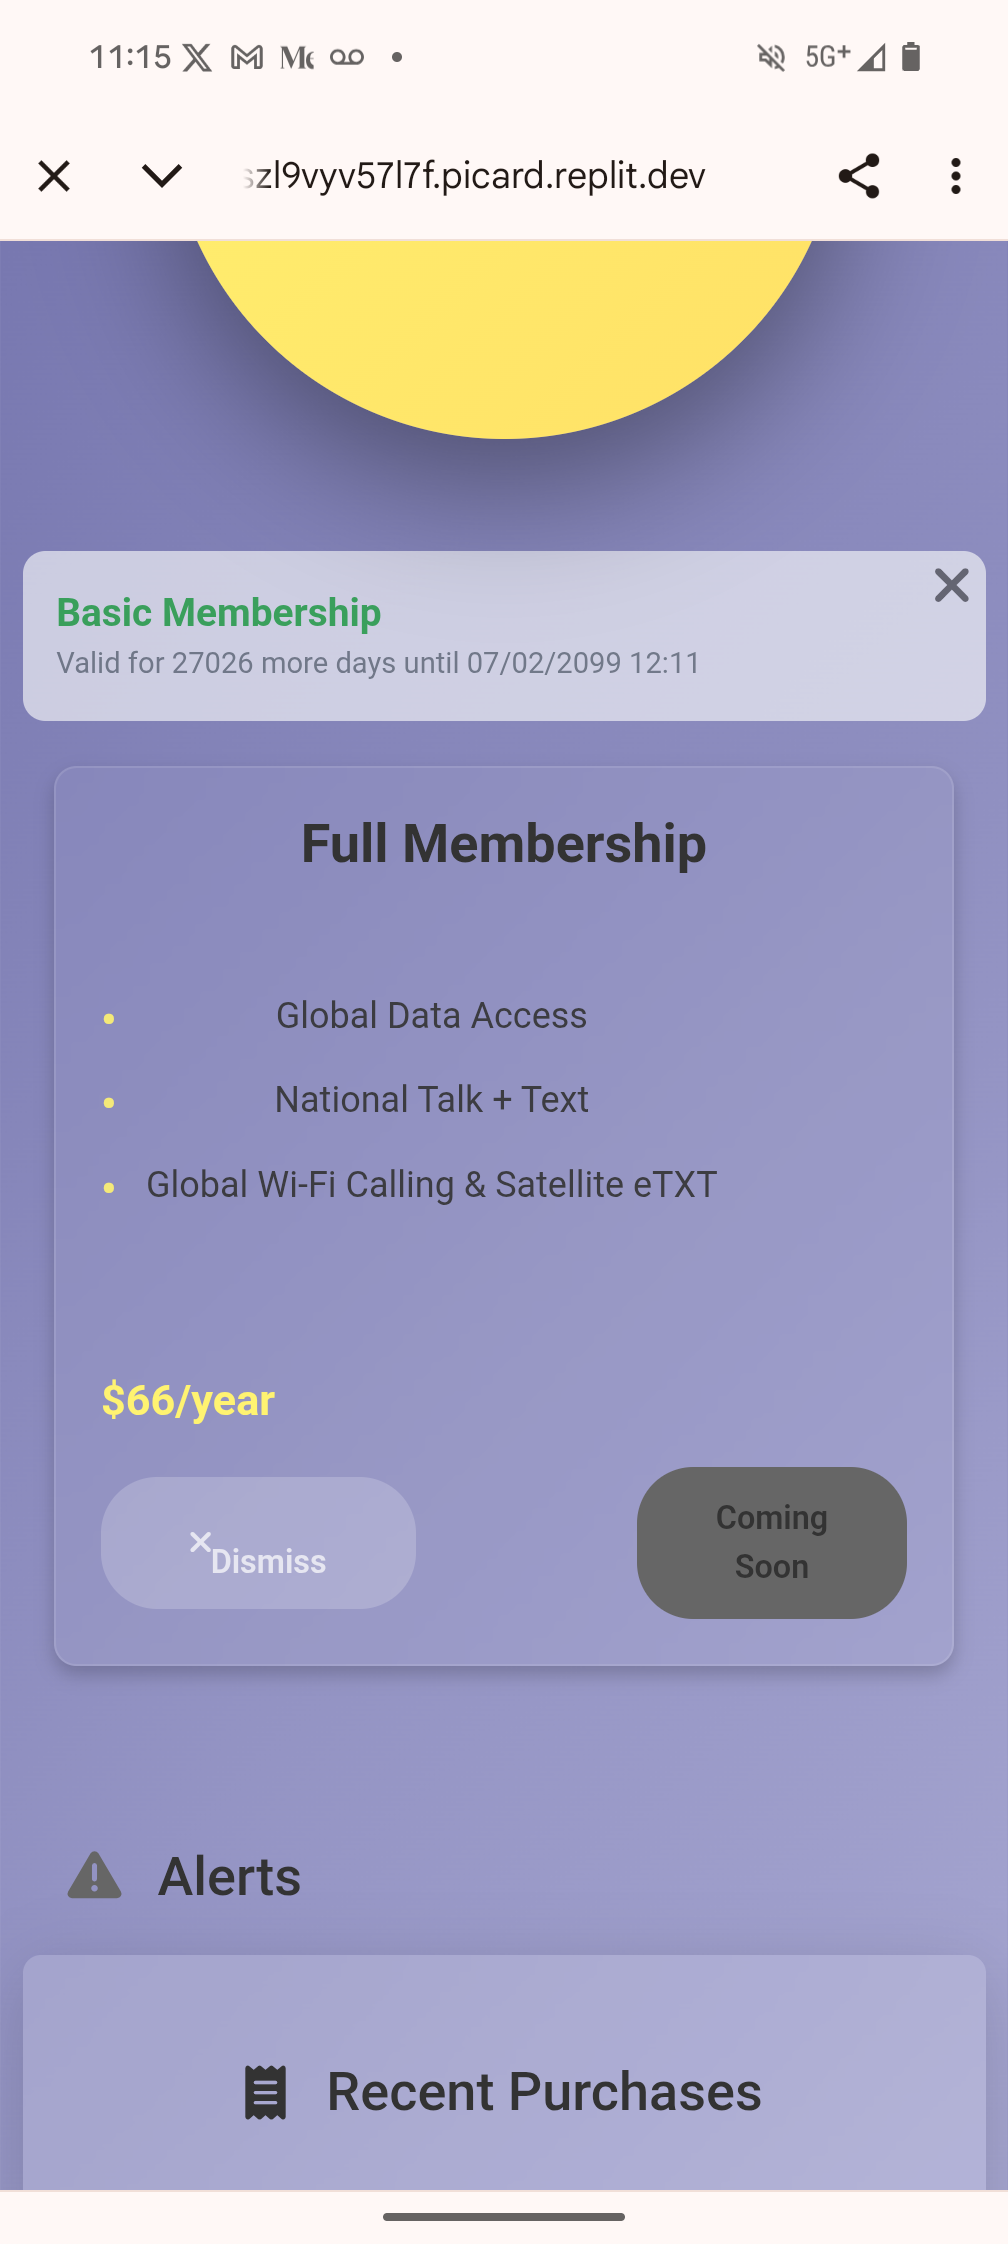 11:15
5G+
szl9vyv57l7f.picard.replit.dev
Basic Membership
Valid for 27026 more days until 07/02/2099 12:11
Full Membership
Global Data Access
National Talk + Text
Global Wi-Fi Calling & Satellite eTXT
$66/year
Dismiss
Coming
Soon
Alerts
Recent Purchases